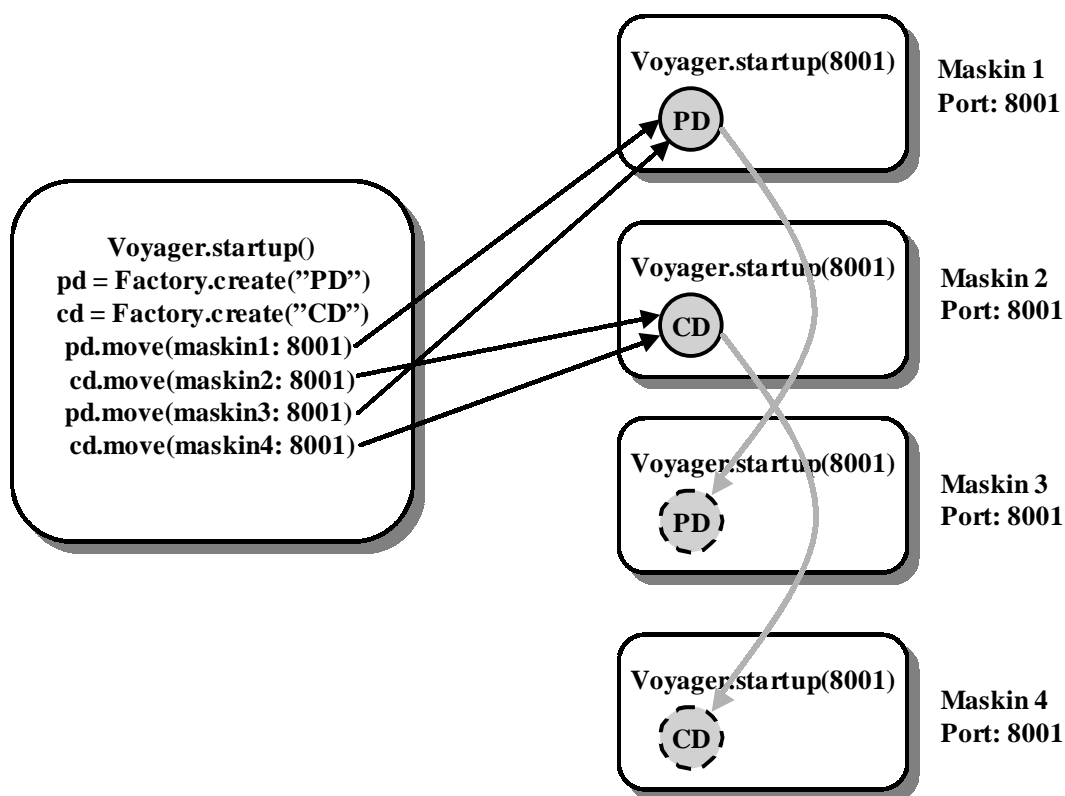 Voyager.startup()
pd = Factory.create(”PD”)
cd = Factory.create(”CD”)
pd.move(maskin1: 8001)
cd.move(maskin2: 8001)
pd.move(maskin3: 8001)
cd.move(maskin4: 8001)
Voyager.startup(8001)
PD
Maskin 1
Port: 8001
Voyager.startup(8001)
CD
Maskin 2
Port: 8001
Voyager.startup(8001)
PD
Maskin 3
Port: 8001
Voyager.startup(8001)
CD
Maskin 4
Port: 8001